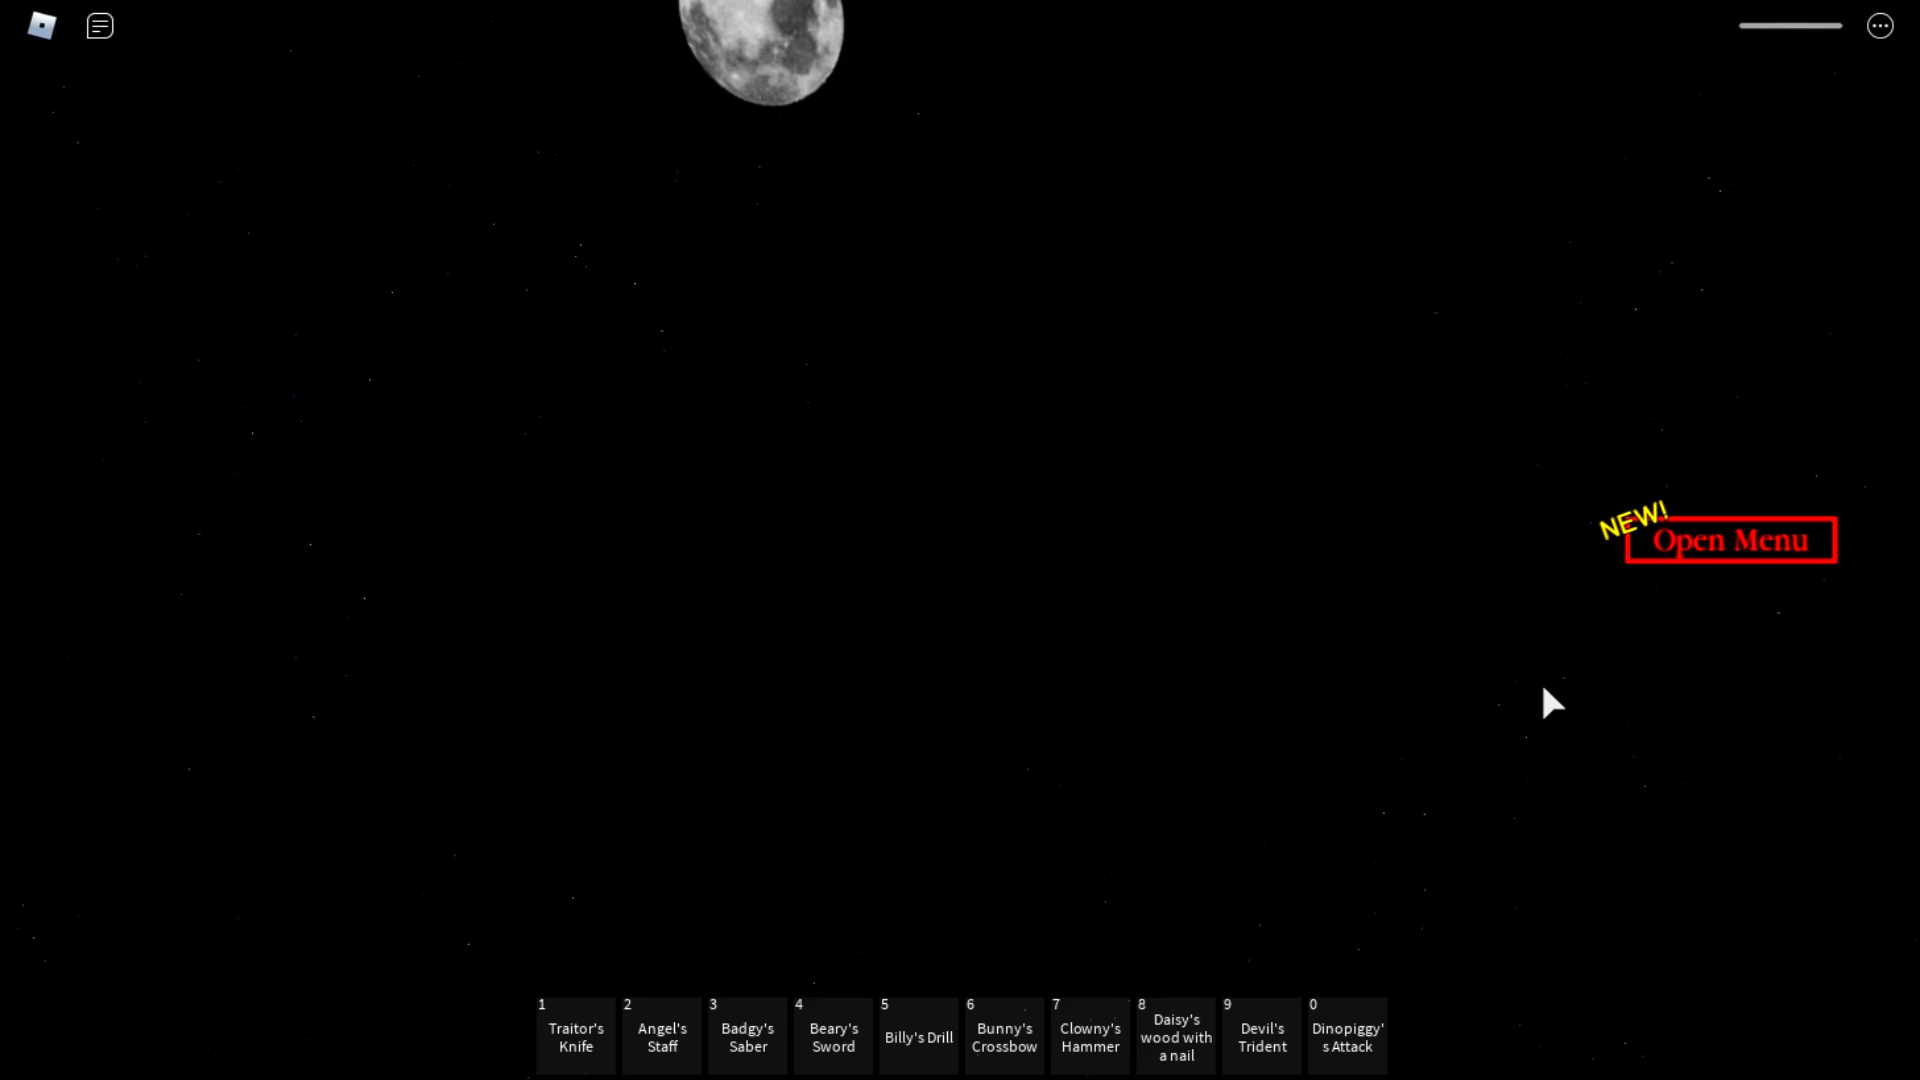 NEW!
Open Menu
1
Traitor's
Knife
2
Angel's
Staff
3
Badgy's
Saber
4
Beary's
Sword
5
Billy's Drill
6
Bunny's
Crossbow
7
Clowny's
Hammer
8
Daisy's
wood with
a nail
9
Devil's
Trident
0
Dinopiggy'
s Attack